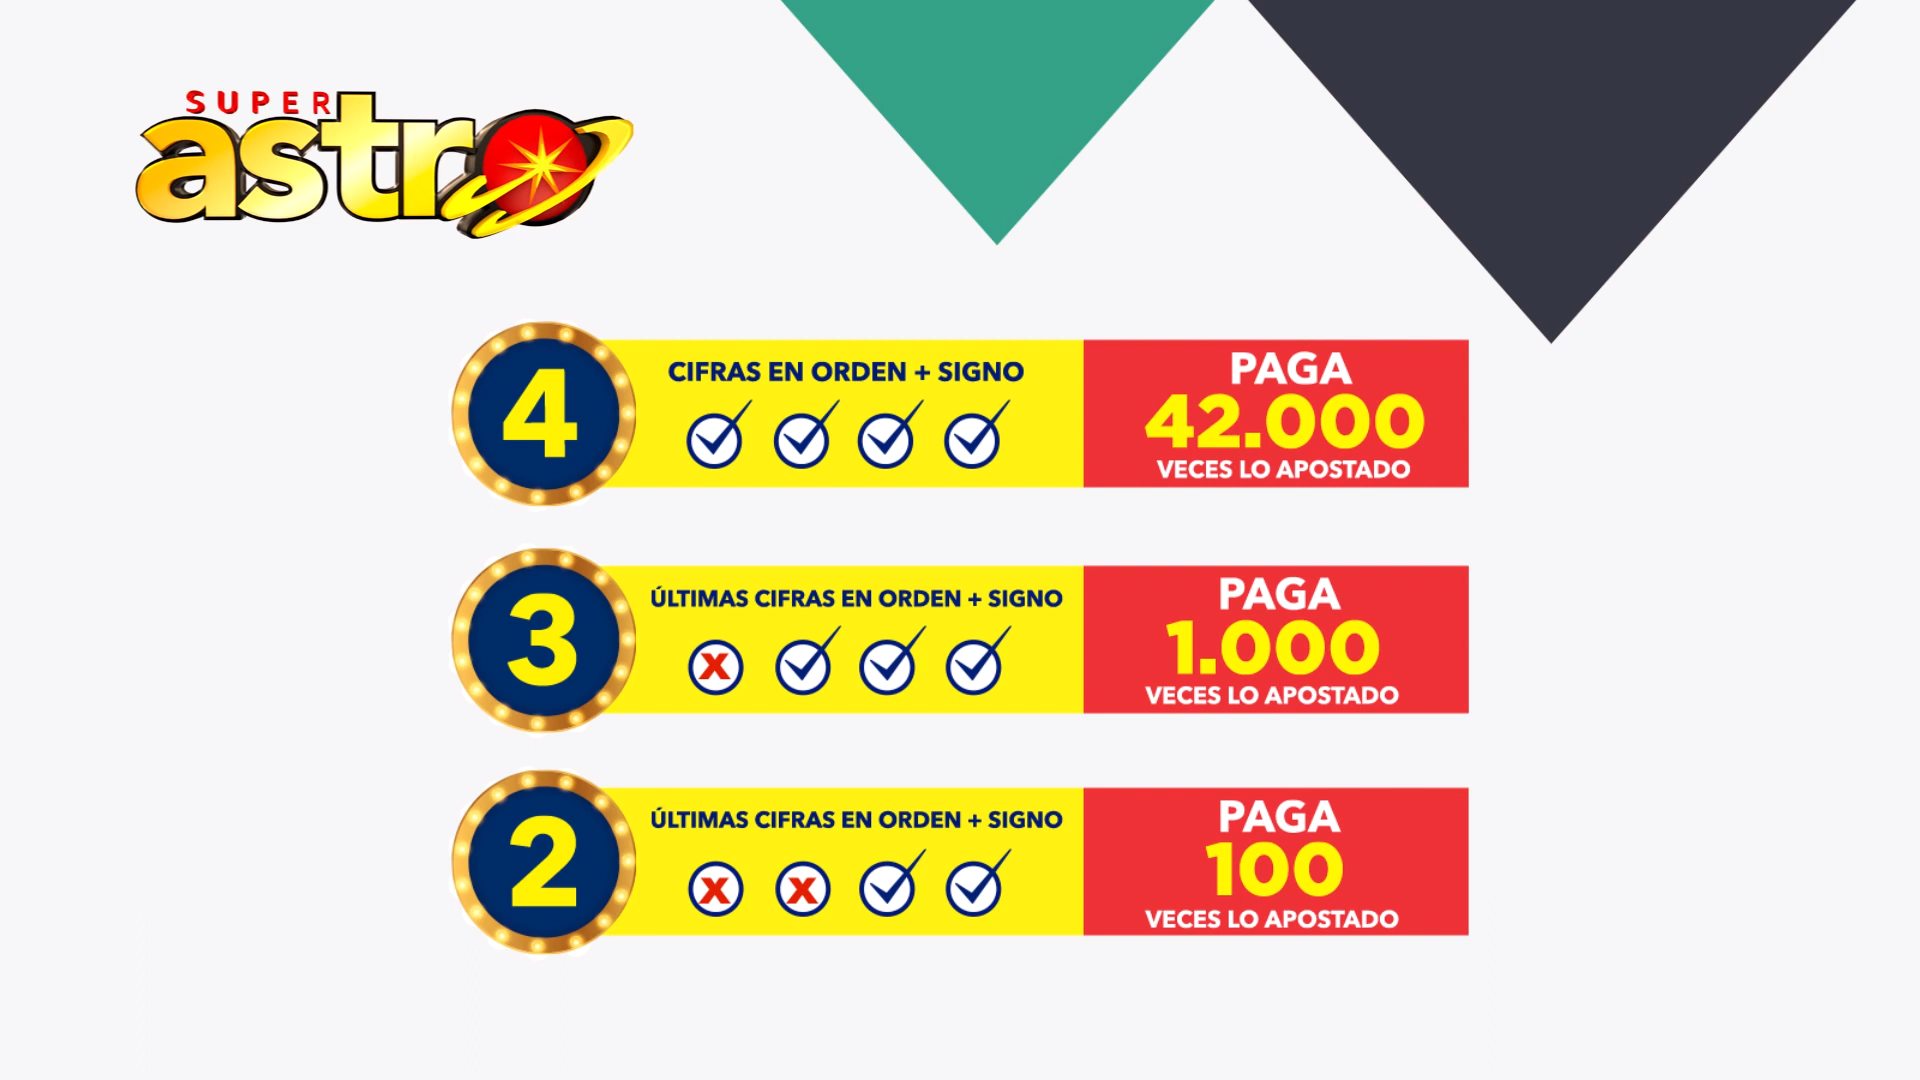 SUPER
astro
4
CIFRAS EN ORDEN + SIGNO
PAGA
42.000
VECES LO APOSTADO
3
ÚLTIMAS CIFRAS EN ORDEN + SIGNO
X
PAGA
1.000
VECES LO APOSTADO
2
ÚLTIMAS CIFRAS EN ORDEN + SIGNO
X X
PAGA
100
VECES LO APOSTADO